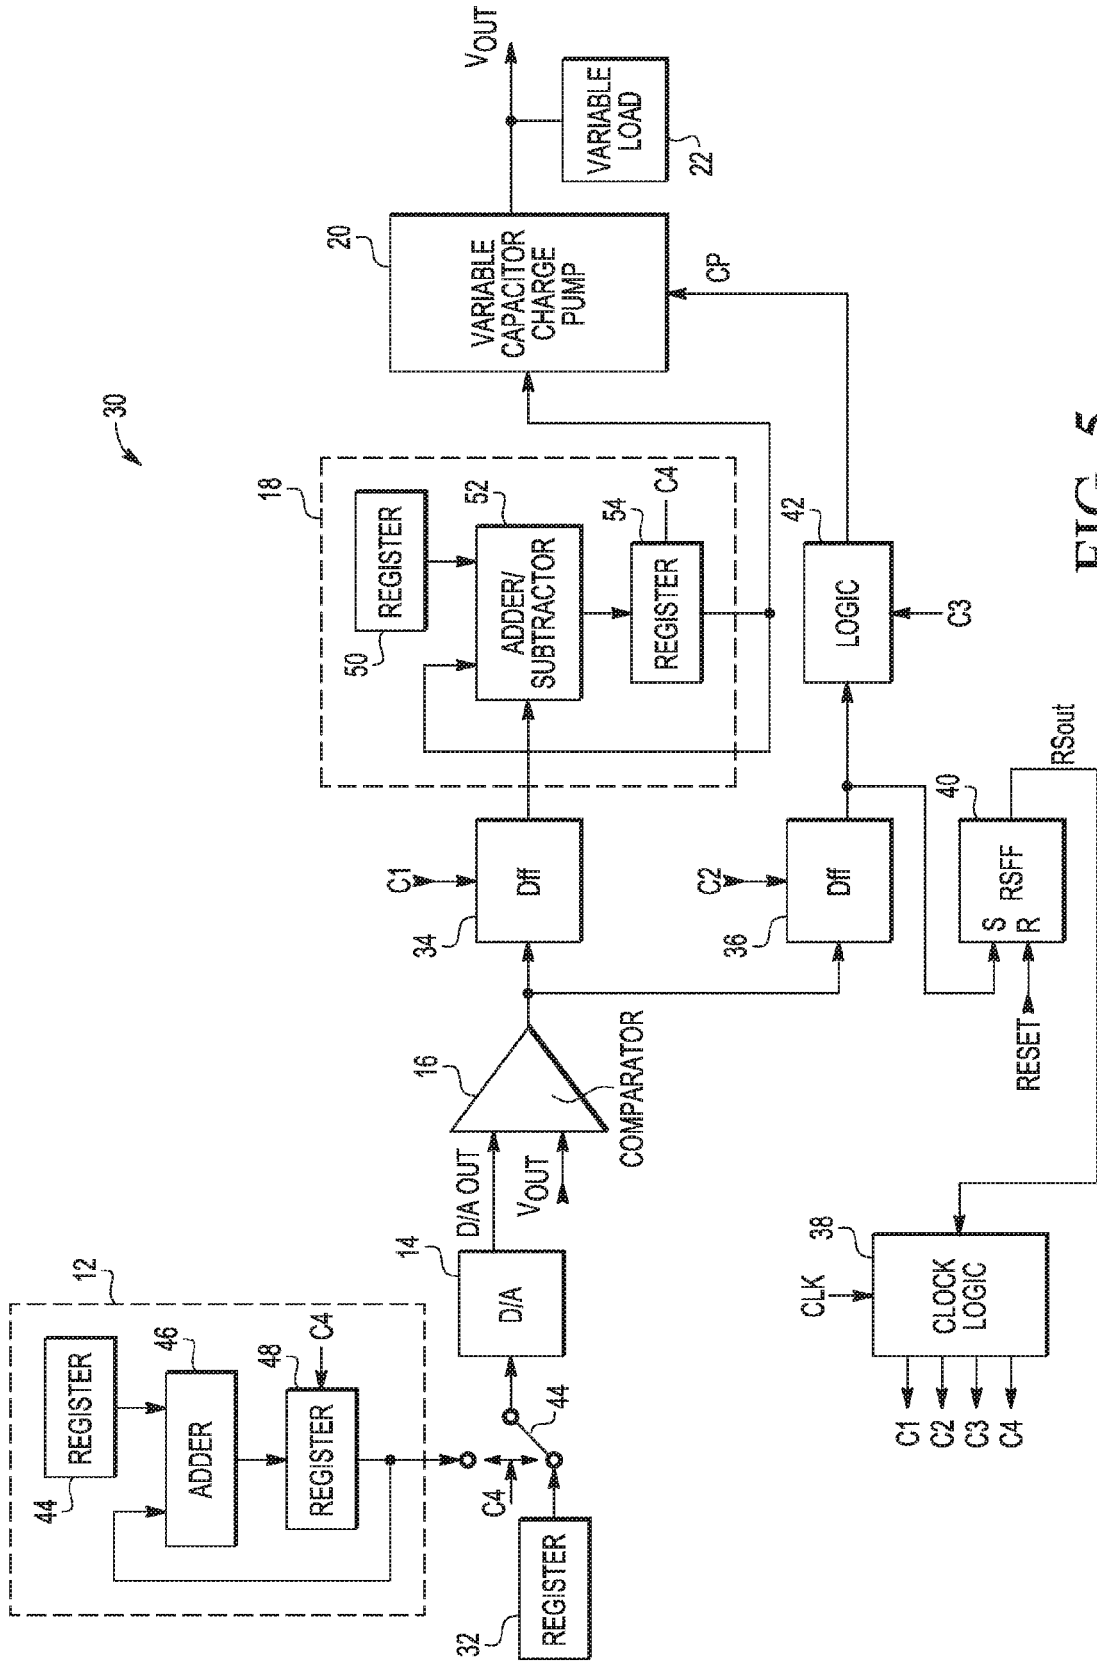 30
12
REGISTER
44
ADDER
46
REGISTER
48
C4
C4
44
REGISTER
32
D/A
14
D/A OUT
VOUT
16
COMPARATOR
C1
Dff
34
C2
Dff
36
18
REGISTER
50
ADDER/
SUBTRACTOR
52
REGISTER
54
C4
VARIABLE
CAPACITOR
CHARGE
PUMP
20
VOUT
VARIABLE
LOAD
22
CP
LOGIC
42
C3
S
R
RSFF
40
RESET
RSout
CLK
CLOCK
LOGIC
38
C1
C2
C3
C4
FIG. 5